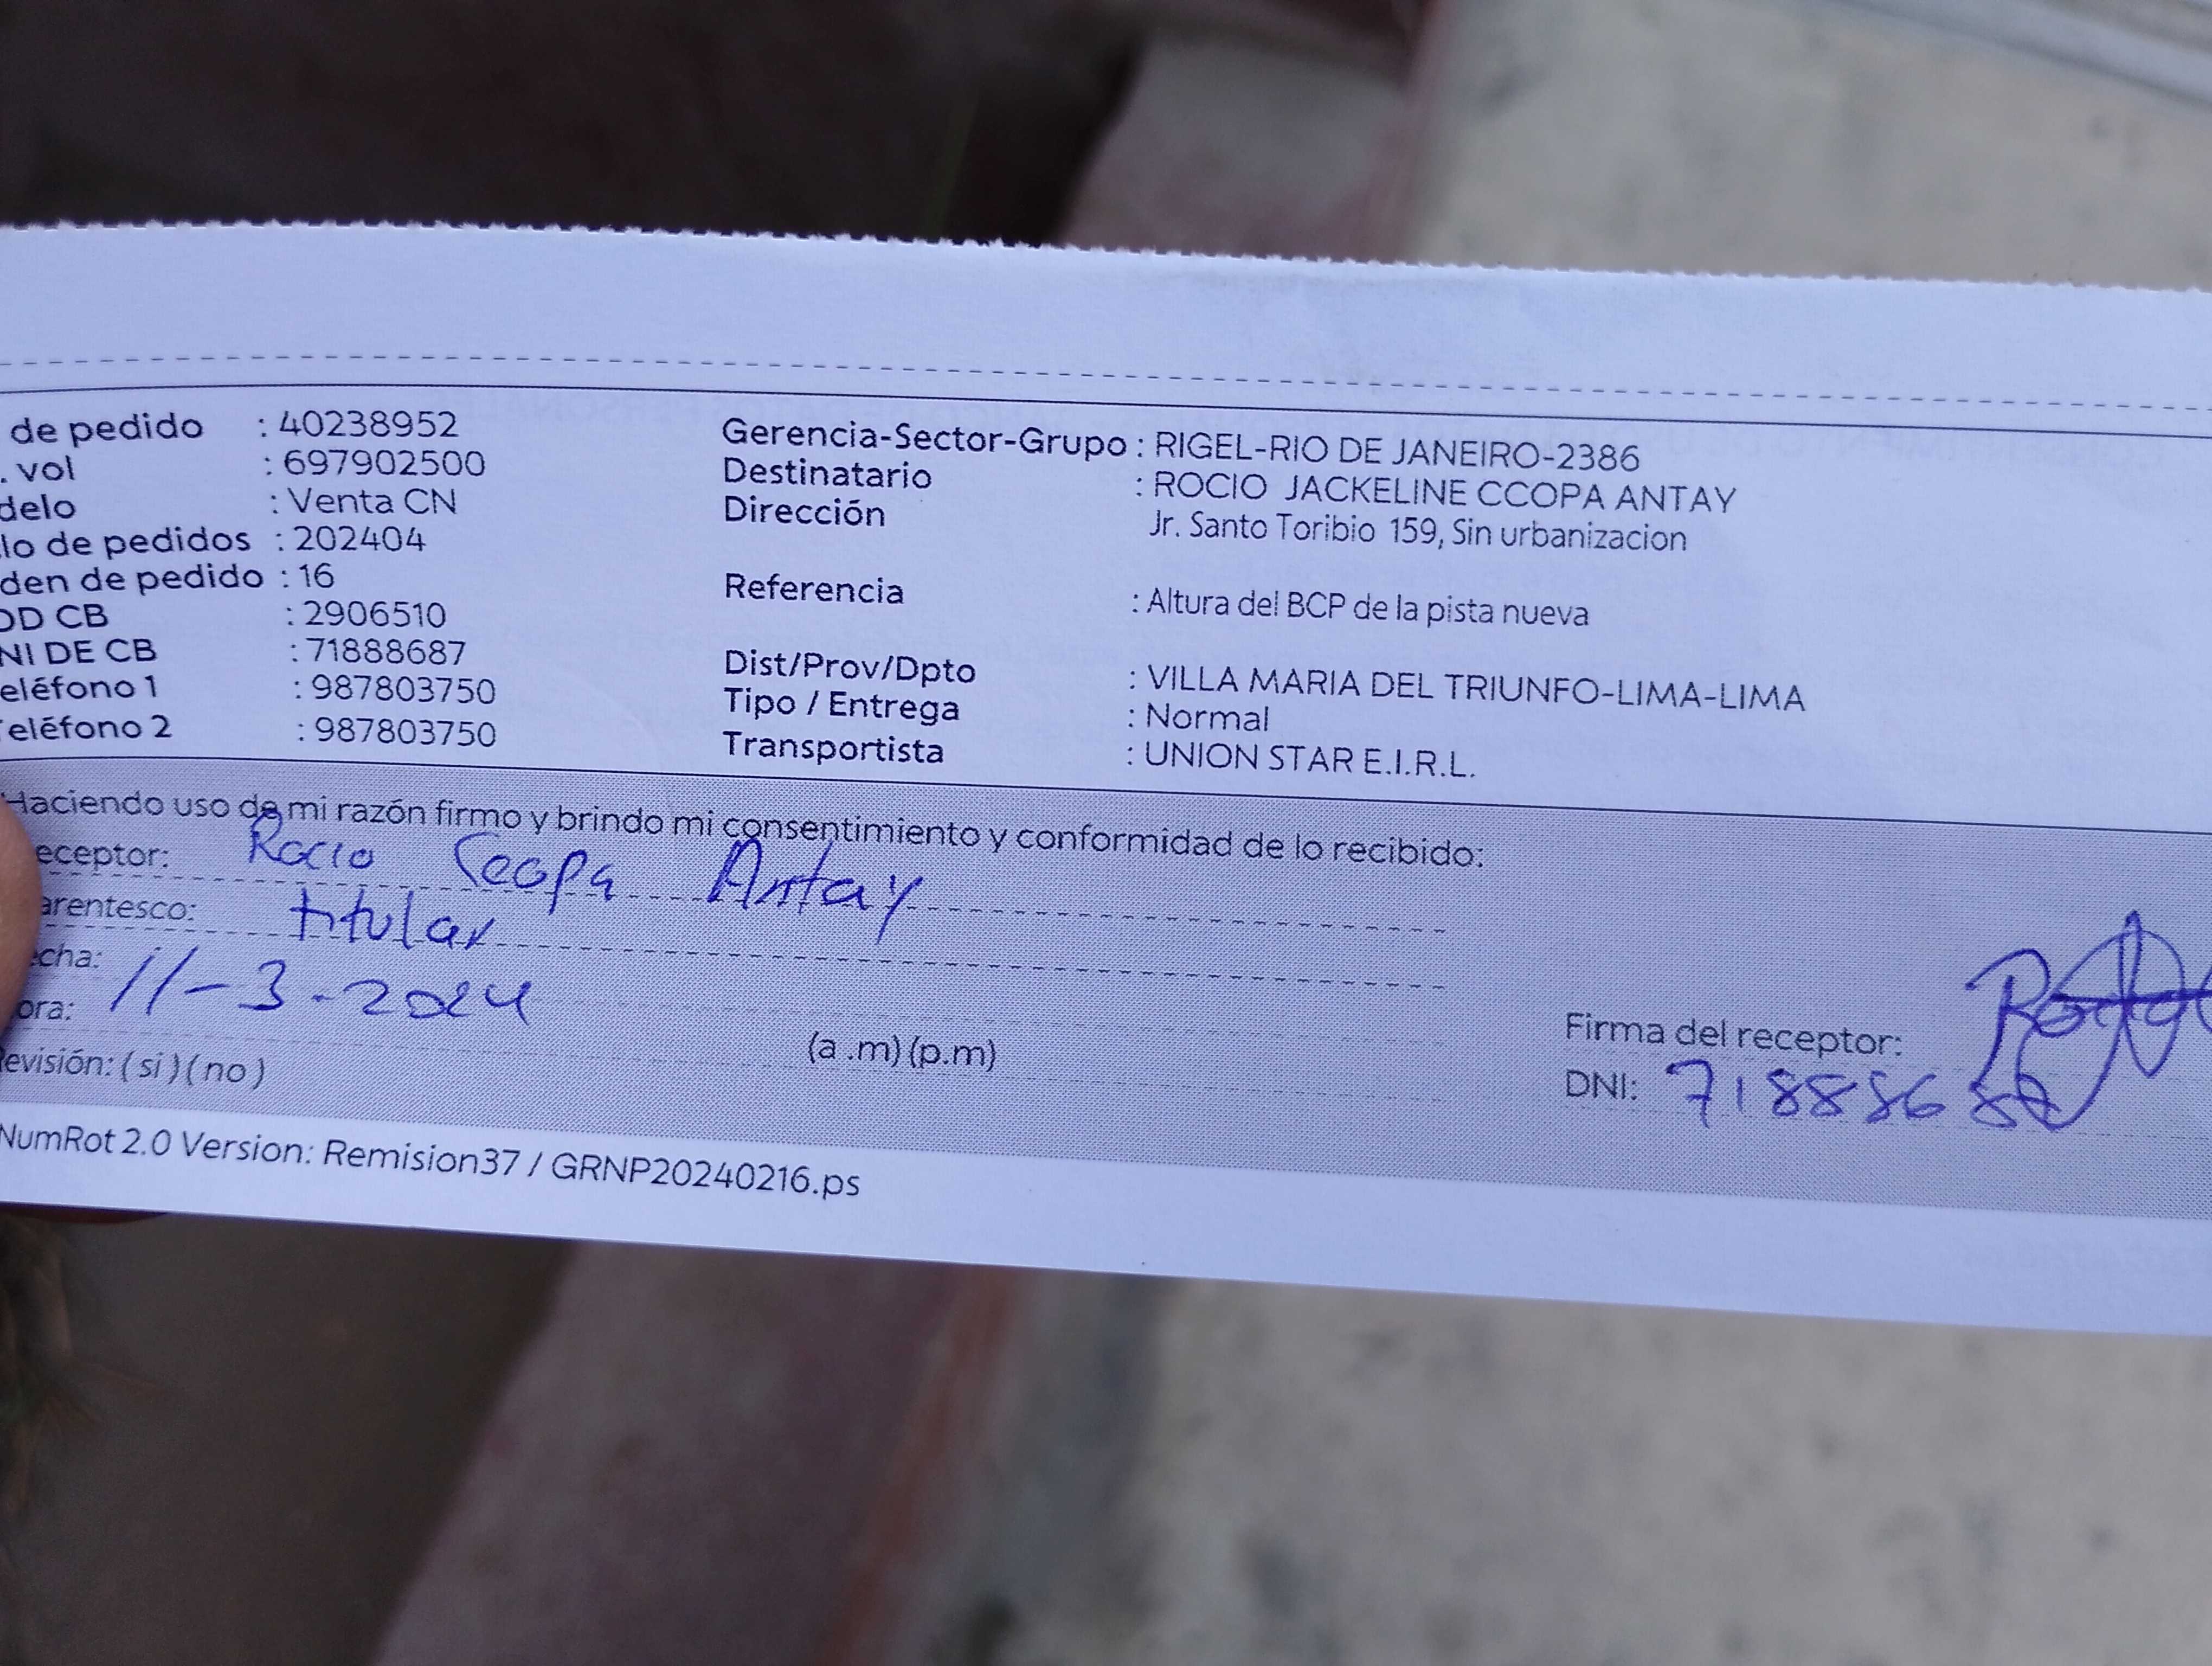 de pedido : 40238952
. vol : 697902500
delo : Venta CN
lo de pedidos : 202404
den de pedido : 16
OD CB : 2906510
NI DE CB : 71888687
eléfono 1 : 987803750
eléfono 2 : 987803750
Gerencia-Sector-Grupo : RIGEL-RIO DE JANEIRO-2386
Destinatario : ROCIO JACKELINE CCOPA ANTAY
Dirección Jr. Santo Toribio 159, Sin urbanizacion
Referencia : Altura del BCP de la pista nueva
Dist/Prov/Dpto : VILLA MARIA DEL TRIUNFO-LIMA-LIMA
Tipo / Entrega : Normal
Transportista : UNION STAR E.I.R.L.
Haciendo uso de mi razón firmo y brindo mi consentimiento y conformidad de lo recibido:
eceptor: Rocio Ccopa Antay
arentesco: titular
echa: 11-3-2024
ora: (a .m) (p.m)
evisión: ( si ) ( no )
Firma del receptor:
DNI: 718886
NumRot 2.0 Version: Remision37 / GRNP20240216.ps